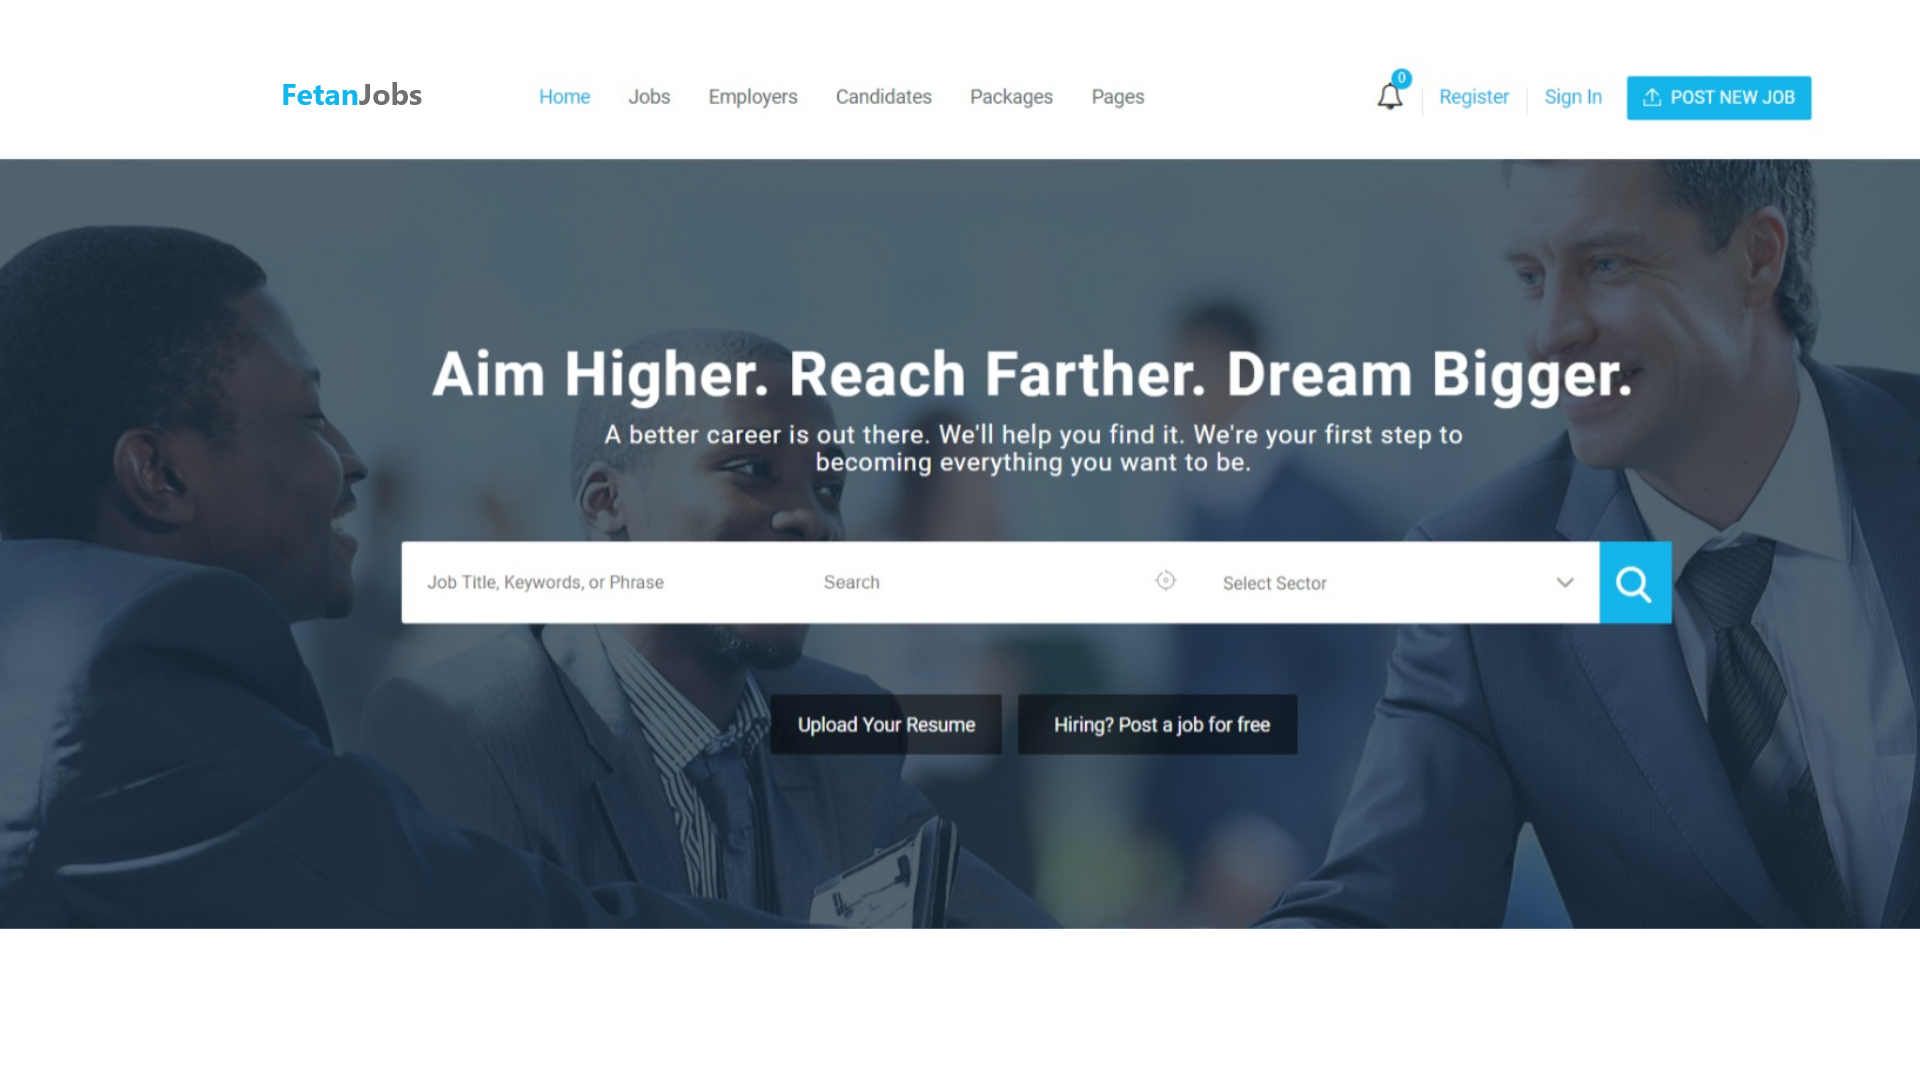 FetanJobs
Home Jobs Employers Candidates Packages Pages
0
Register Sign In POST NEW JOB
Aim Higher. Reach Farther. Dream Bigger.
A better career is out there. We'll help you find it. We're your first step to
becoming everything you want to be.
Job Title, Keywords, or Phrase Search Select Sector
Upload Your Resume Hiring? Post a job for free